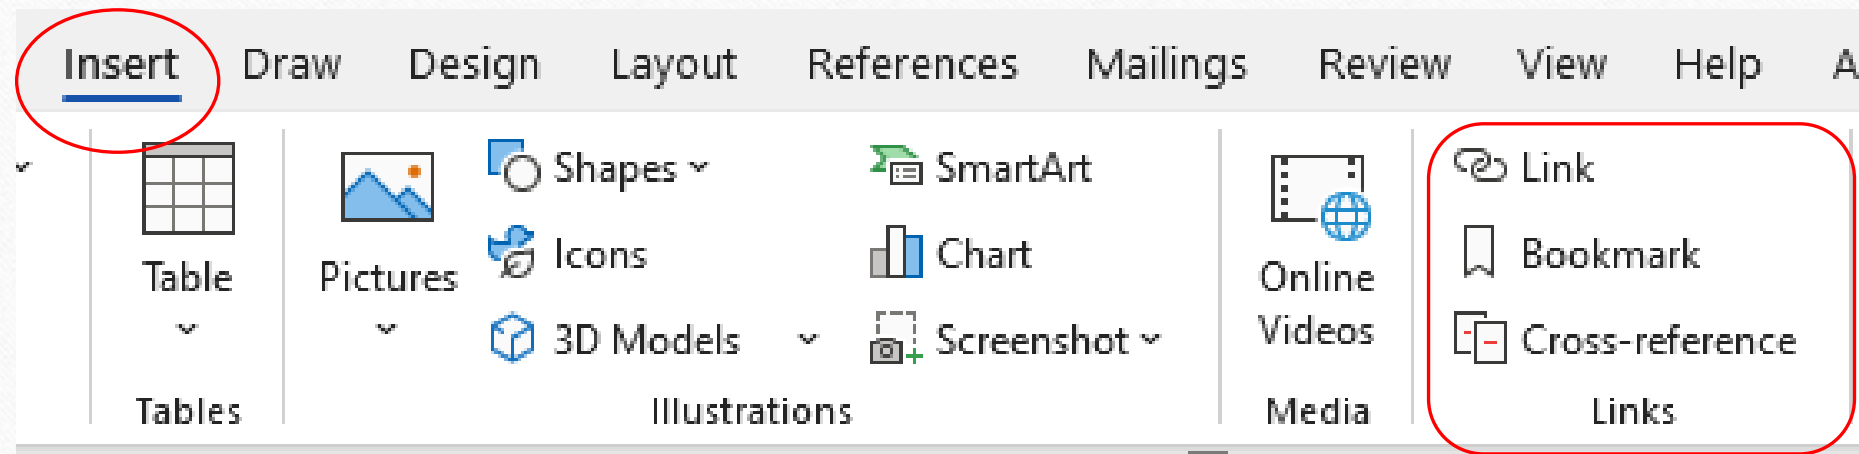 Insert Draw Design Layout References Mailings Review View Help A
Shapes SmartArt Link
Icons Chart Bookmark
Table Pictures Online
3D Models Screenshot Videos Cross-reference
Tables Illustrations Media Links